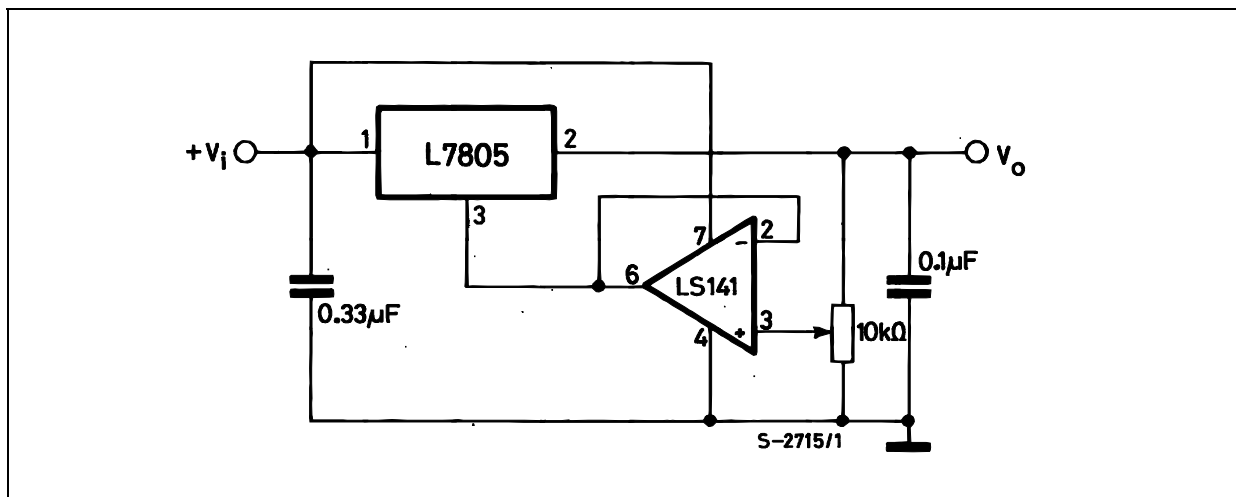 +Vi
1
L7805
2
Vo
3
7
2
-
6
LS141
0.1µF
0.33µF
4
+
3
10kΩ
S-2715/1